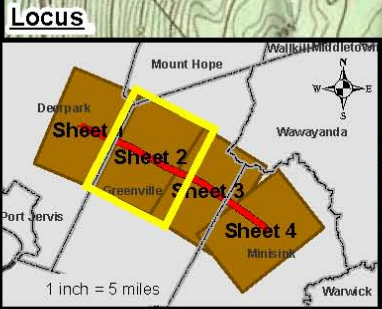 Locus
Wallkill Middletown
Mount Hope
N
W E
S
Deerpark
Sheet 1
Wawayanda
Sheet 2
Greenville
Sheet 3
Port Jervis
Sheet 4
Minisink
1 inch = 5 miles
Warwick